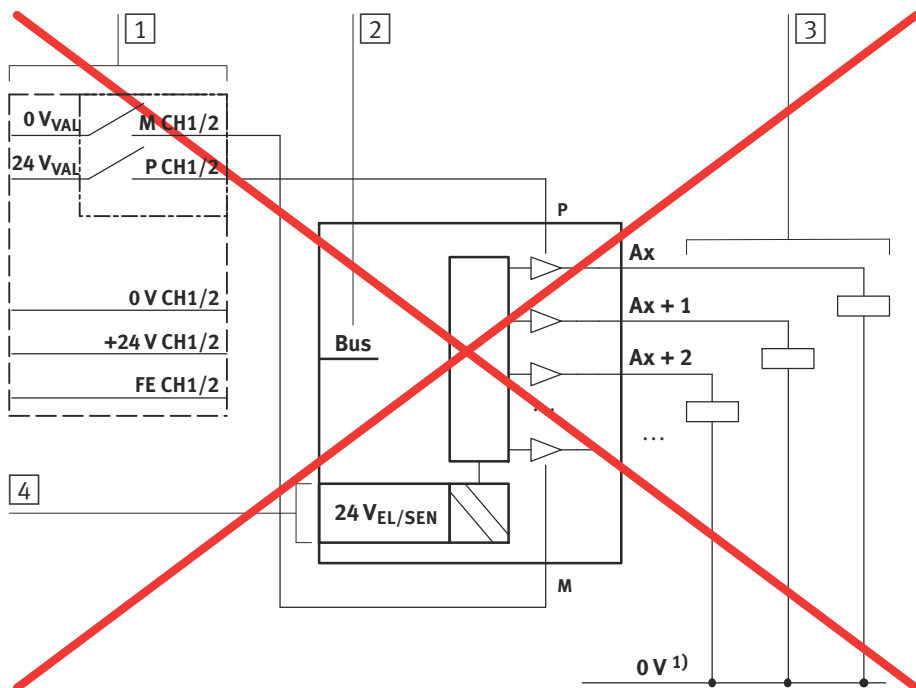 1
2
3
0 VVAL
M CH1/2
24 VVAL
P CH1/2
P
Ax
0 V CH1/2
Ax + 1
+24 V CH1/2
Bus
Ax + 2
FE CH1/2
...
...
4
24 VEL/SEN
M
0 V 1)